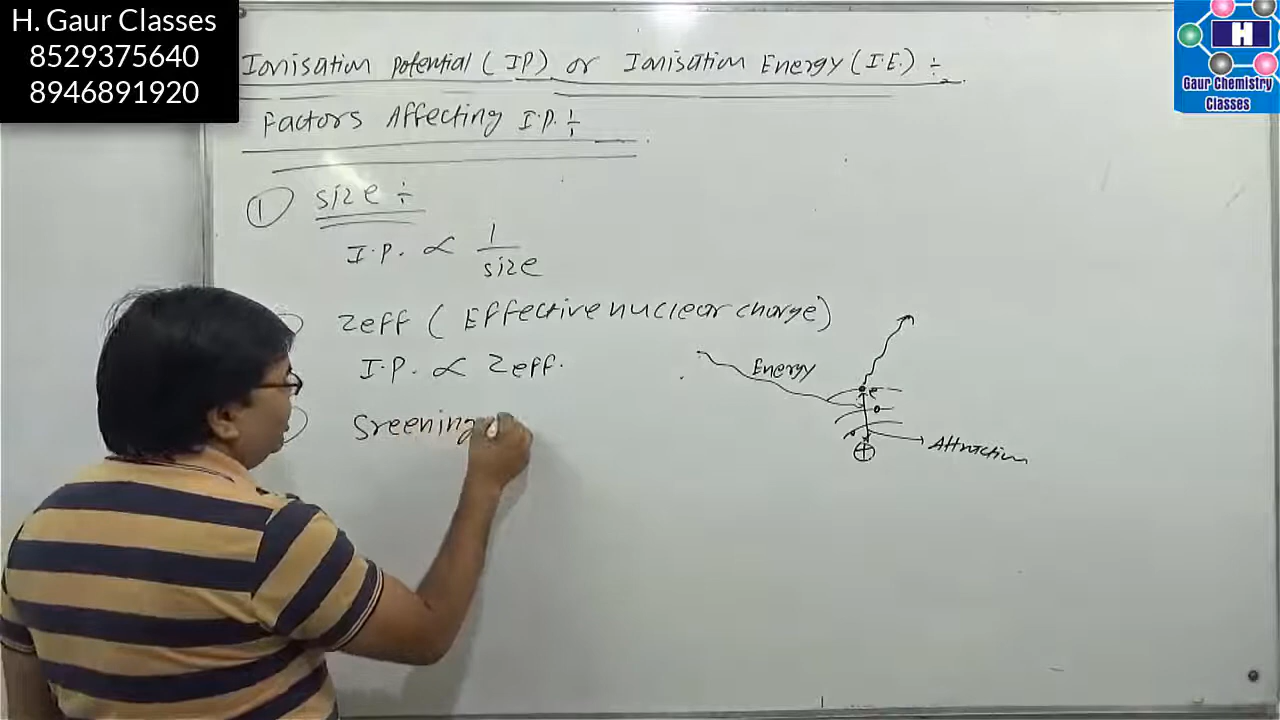 H. Gaur Classes
8529375640
8946891920
H
Gaur Chemistry
Classes
Ionisation Potential (IP) or Ionisation Energy (I.E.) ÷
Factors Affecting I.P. ÷
① size ÷
I.P. ∝ 1/size
Zeff ( Effective nuclear charge)
I.P. ∝ Zeff.
Sreening
Energy
e
+
Attraction